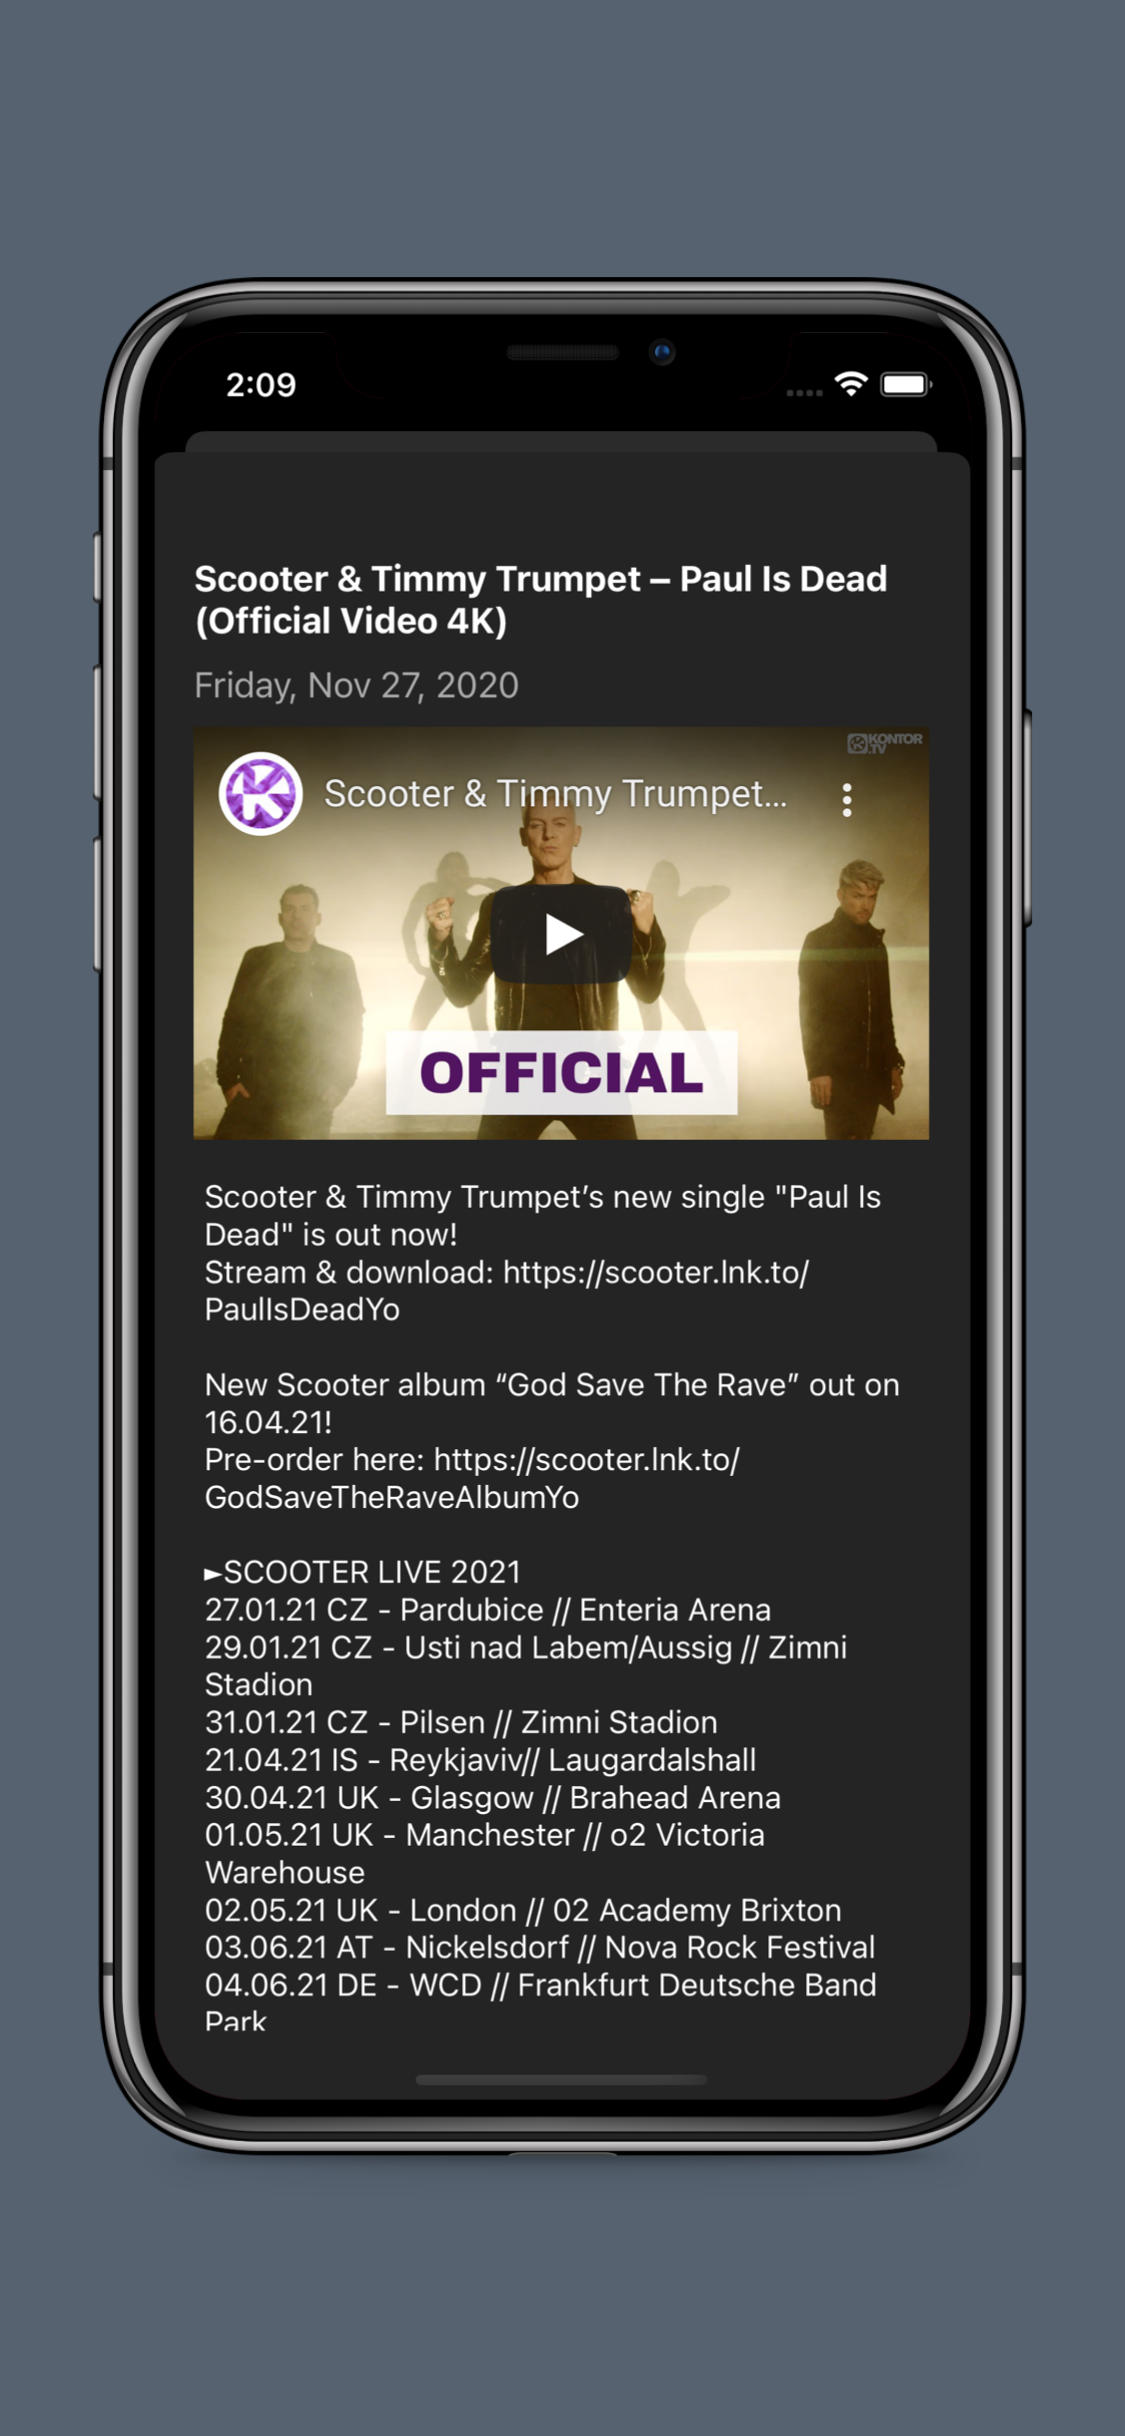 2:09
Scooter & Timmy Trumpet – Paul Is Dead
(Official Video 4K)
Friday, Nov 27, 2020
KONTOR
.TV
Scooter & Timmy Trumpet...
OFFICIAL
Scooter & Timmy Trumpet’s new single "Paul Is
Dead" is out now!
Stream & download: https://scooter.lnk.to/
PaulIsDeadYo
New Scooter album “God Save The Rave” out on
16.04.21!
Pre-order here: https://scooter.lnk.to/
GodSaveTheRaveAlbumYo
►SCOOTER LIVE 2021
27.01.21 CZ - Pardubice // Enteria Arena
29.01.21 CZ - Usti nad Labem/Aussig // Zimni
Stadion
31.01.21 CZ - Pilsen // Zimni Stadion
21.04.21 IS - Reykjaviv// Laugardalshall
30.04.21 UK - Glasgow // Brahead Arena
01.05.21 UK - Manchester // o2 Victoria
Warehouse
02.05.21 UK - London // 02 Academy Brixton
03.06.21 AT - Nickelsdorf // Nova Rock Festival
04.06.21 DE - WCD // Frankfurt Deutsche Band
Park